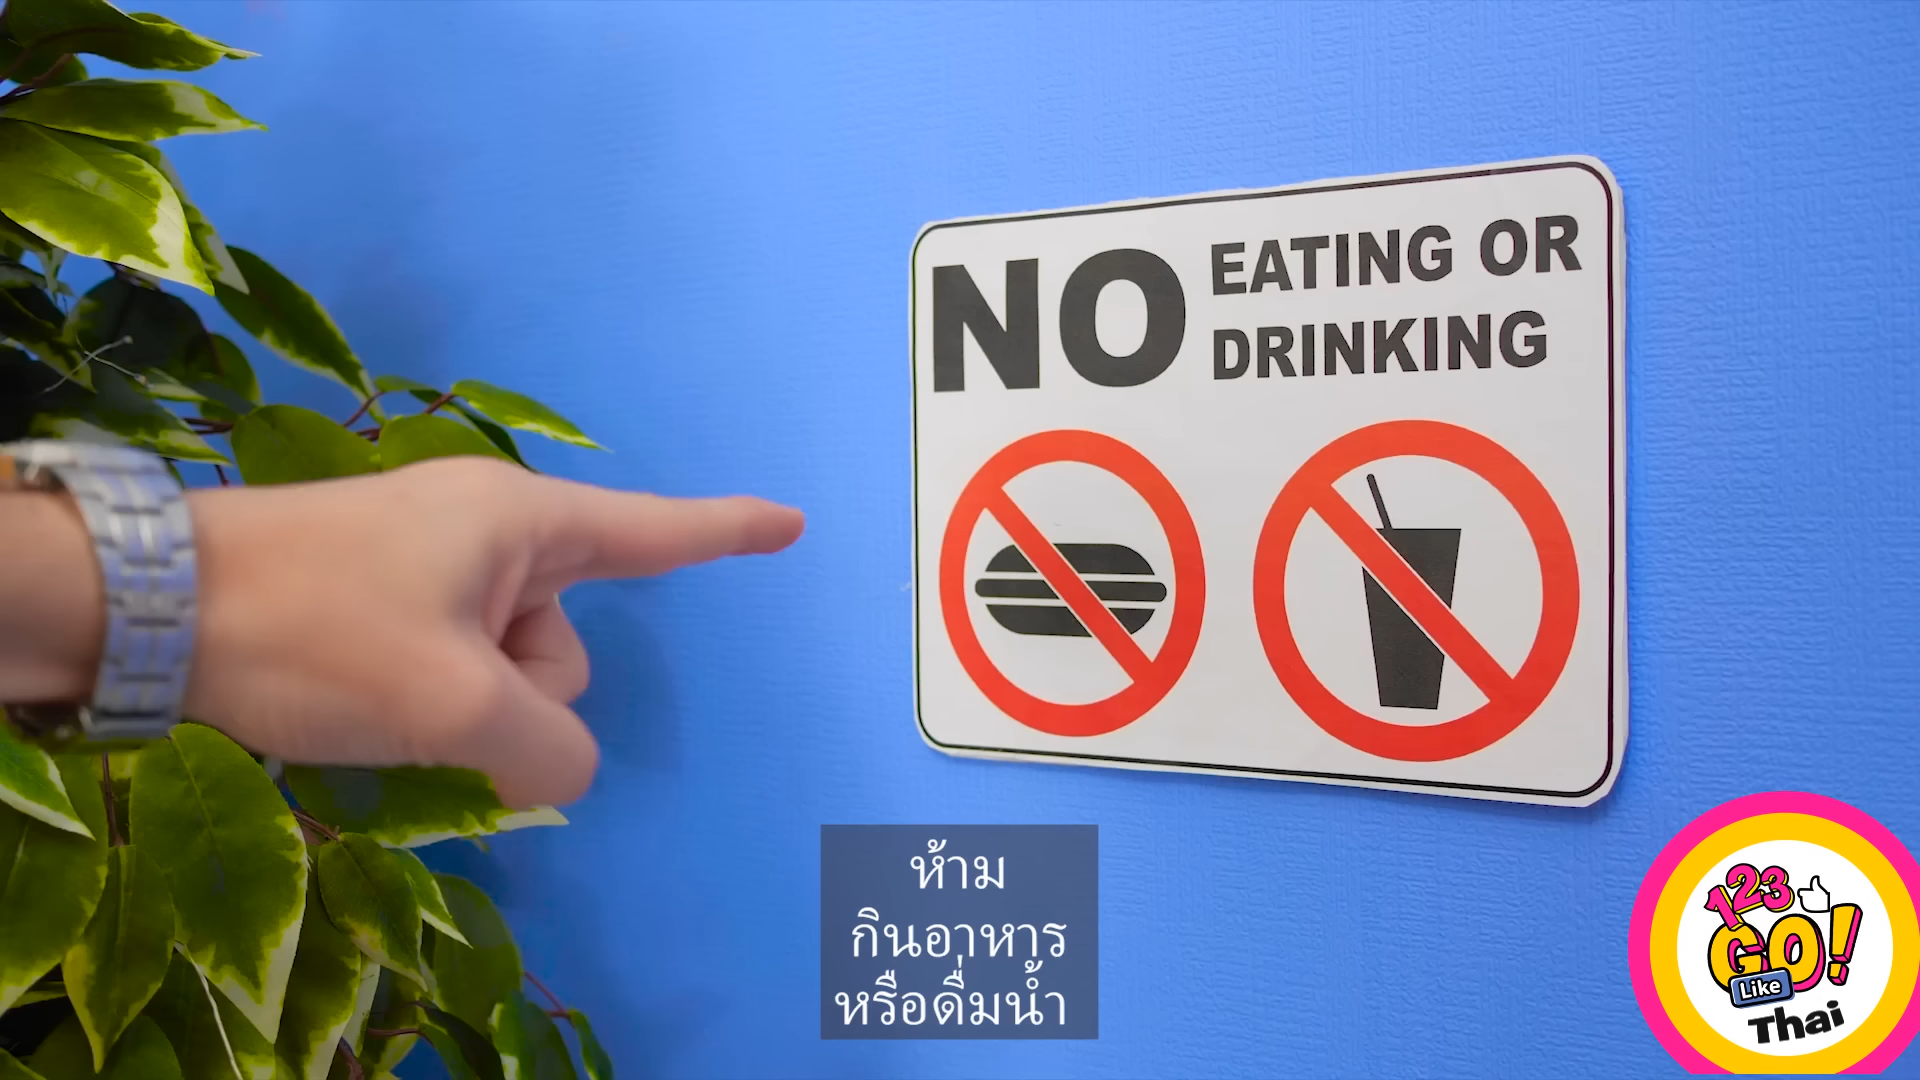 NO EATING OR
DRINKING
ห้าม
กินอาหาร
หรือดื่มน้ำ
123
GO!
Like
Thai